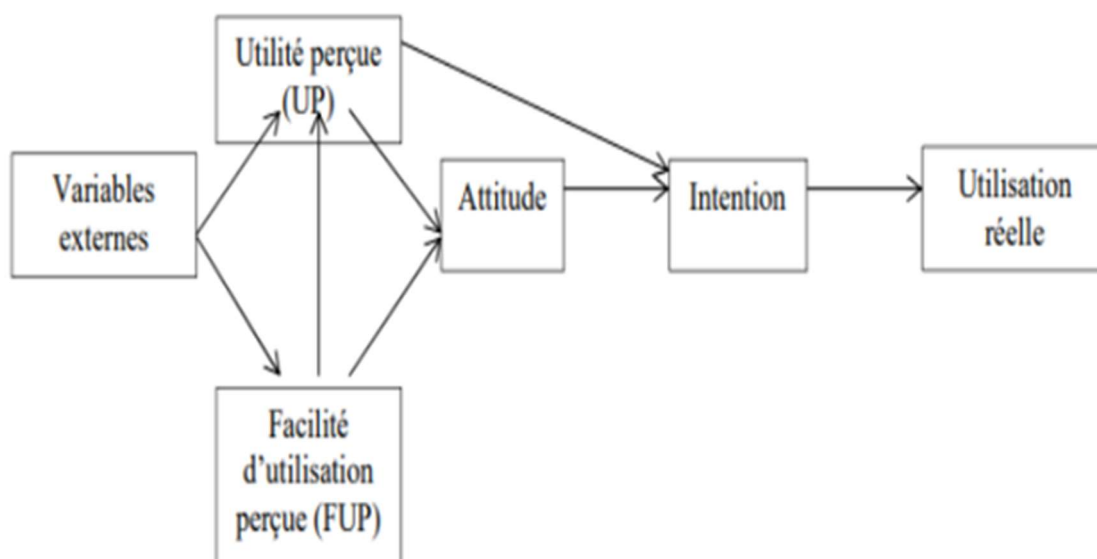 Utilité perçue
(UP)
Variables
externes
Attitude
Intention
Utilisation
réelle
Facilité
d'utilisation
perçue (FUP)